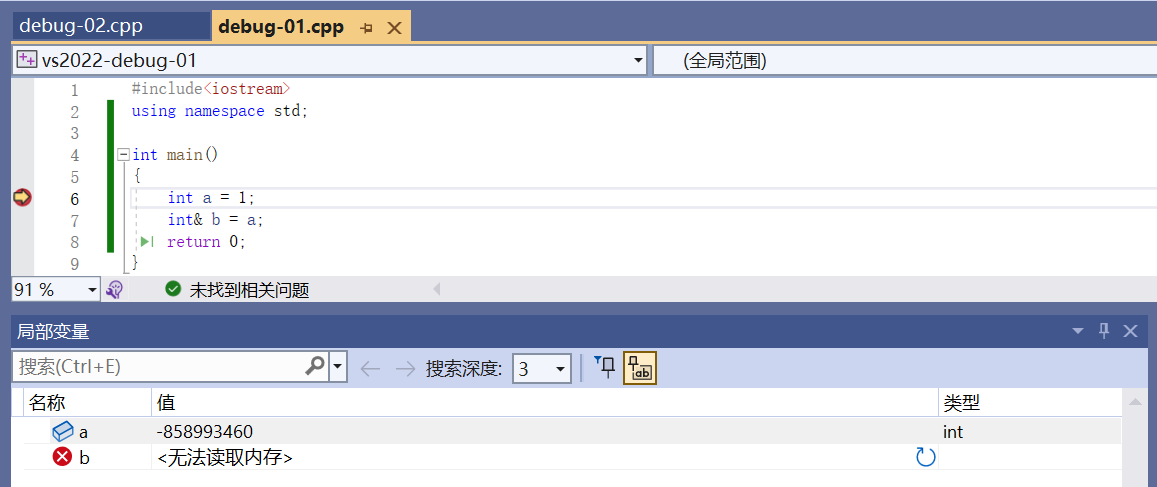 debug-02.cpp debug-01.cpp
vs2022-debug-01 (全局范围)
1 #include<iostream>
2 using namespace std;
3
4 int main()
5 {
6 int a = 1;
7 int& b = a;
8 return 0;
9 }
91 % 未找到相关问题
局部变量
搜索(Ctrl+E) 搜索深度: 3 ab
名称 值 类型
a -858993460 int
b <无法读取内存>